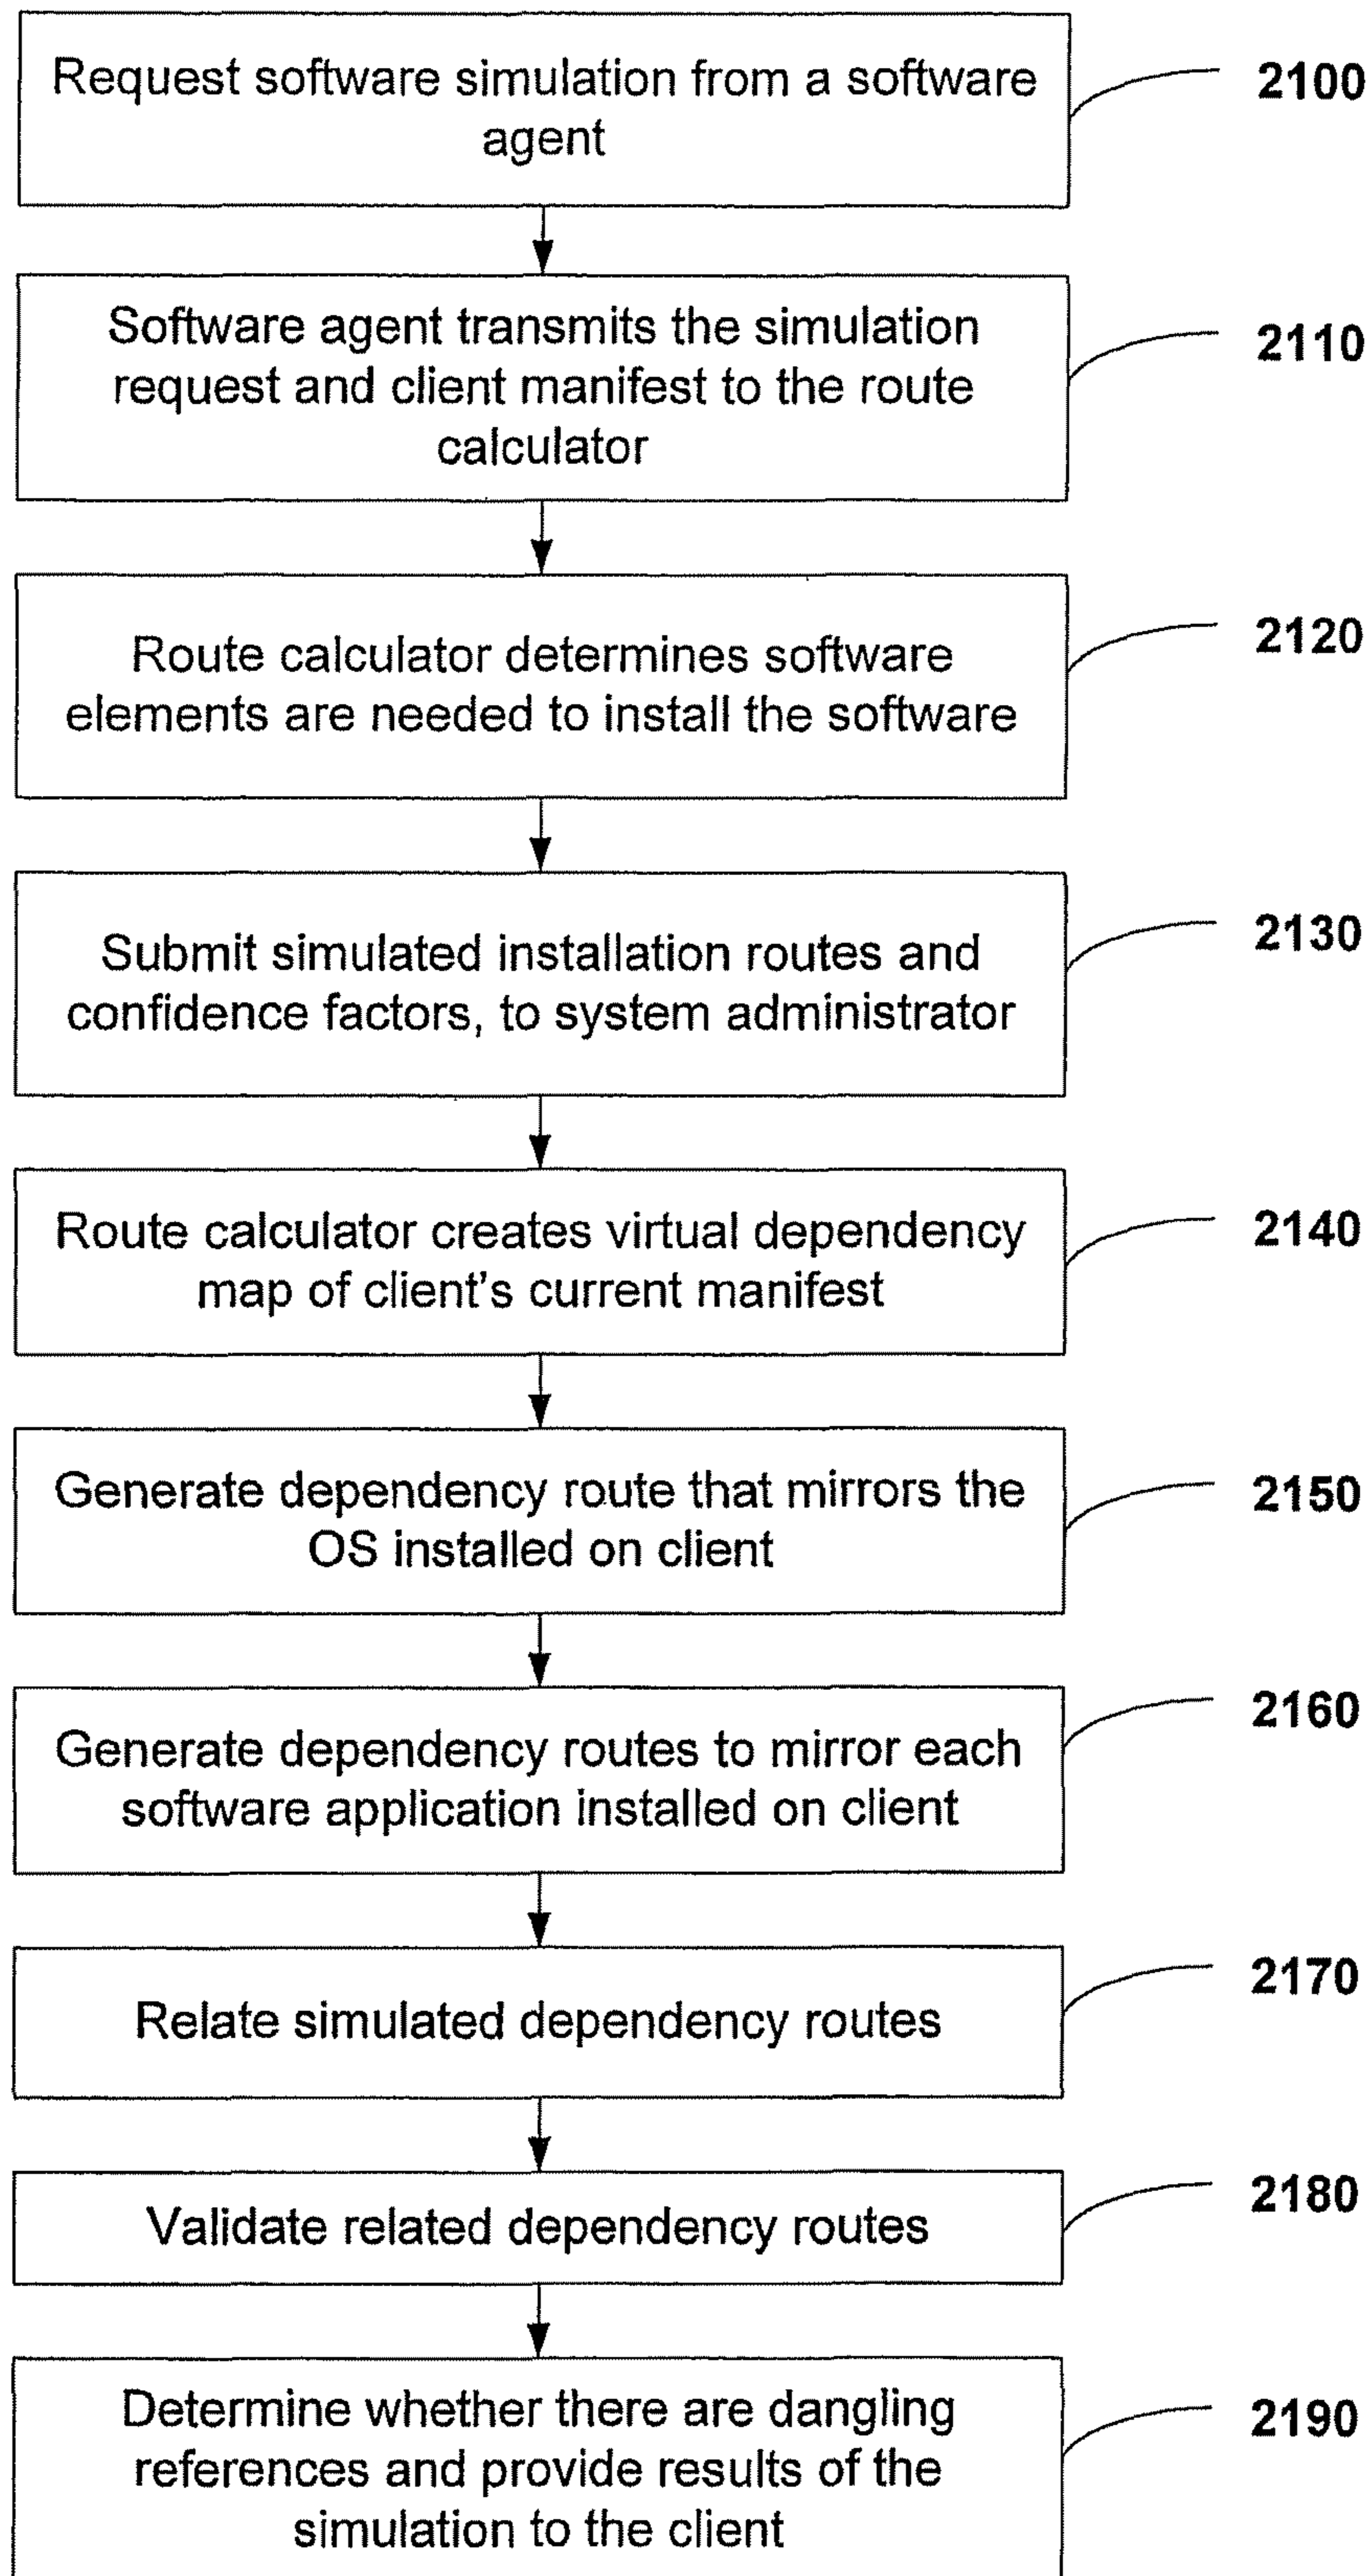 Request software simulation from a software
agent
2100
Software agent transmits the simulation
request and client manifest to the route
calculator
2110
Route calculator determines software
elements are needed to install the software
2120
Submit simulated installation routes and
confidence factors, to system administrator
2130
Route calculator creates virtual dependency
map of client's current manifest
2140
Generate dependency route that mirrors the
OS installed on client
2150
Generate dependency routes to mirror each
software application installed on client
2160
Relate simulated dependency routes
2170
Validate related dependency routes
2180
Determine whether there are dangling
references and provide results of the
simulation to the client
2190